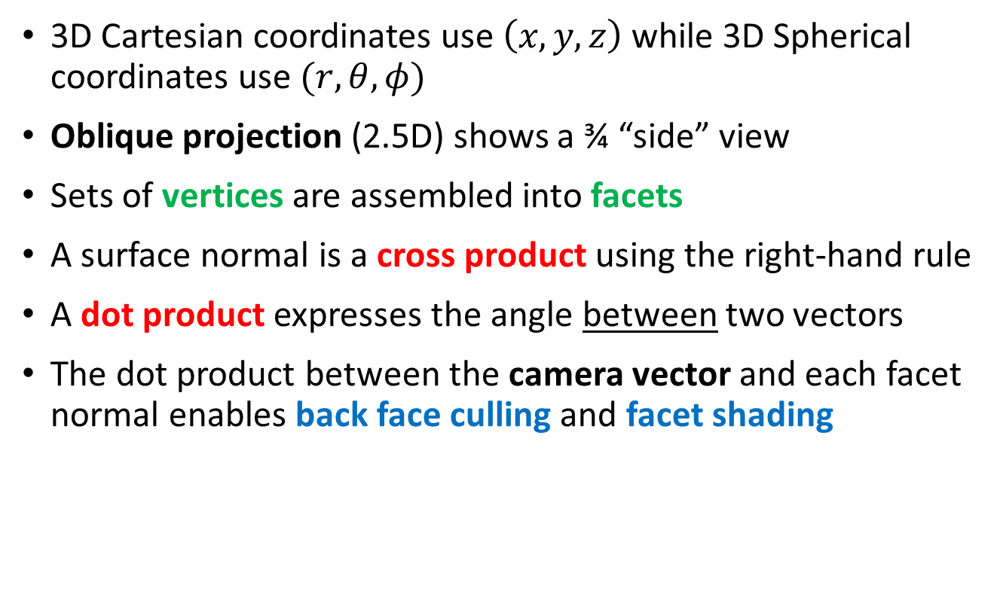 • 3D Cartesian coordinates use (𝑥, 𝑦, 𝑧) while 3D Spherical
coordinates use (𝑟, 𝜃, 𝜙)
• Oblique projection (2.5D) shows a ¾ “side” view
• Sets of vertices are assembled into facets
• A surface normal is a cross product using the right-hand rule
• A dot product expresses the angle between two vectors
• The dot product between the camera vector and each facet
normal enables back face culling and facet shading